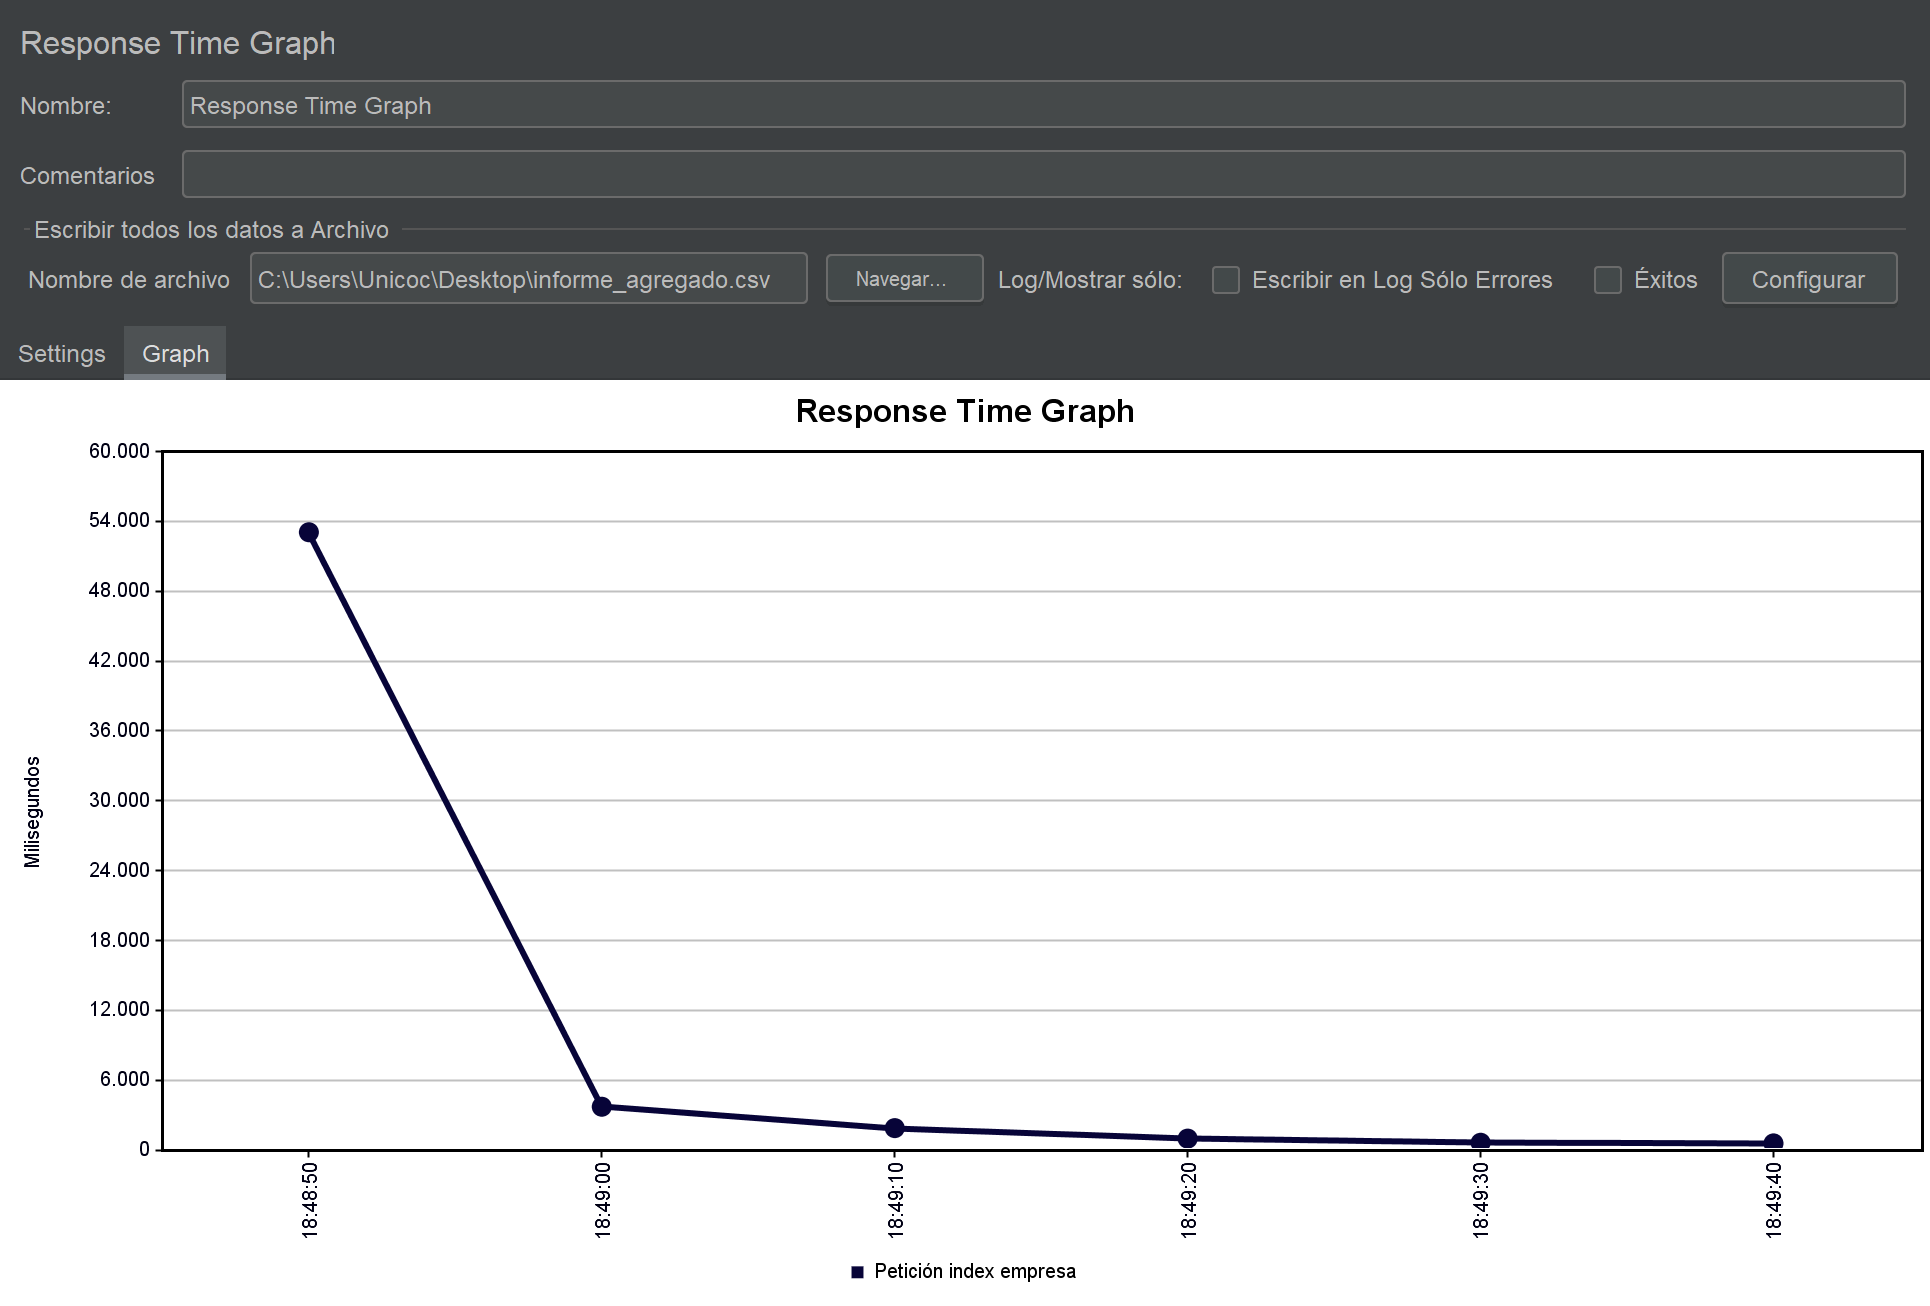 Response Time Graph
Nombre: Response Time Graph
Comentarios
Escribir todos los datos a Archivo
Nombre de archivo C:\Users\Unicoc\Desktop\informe_agregado.csv Navegar... Log/Mostrar sólo: Escribir en Log Sólo Errores Éxitos Configurar
Settings Graph
Response Time Graph
60.000
54.000
48.000
42.000
36.000
30.000
24.000
18.000
12.000
6.000
0
Milisegundos
18:48:50
18:49:00
18:49:10
18:49:20
18:49:30
18:49:40
Petición index empresa